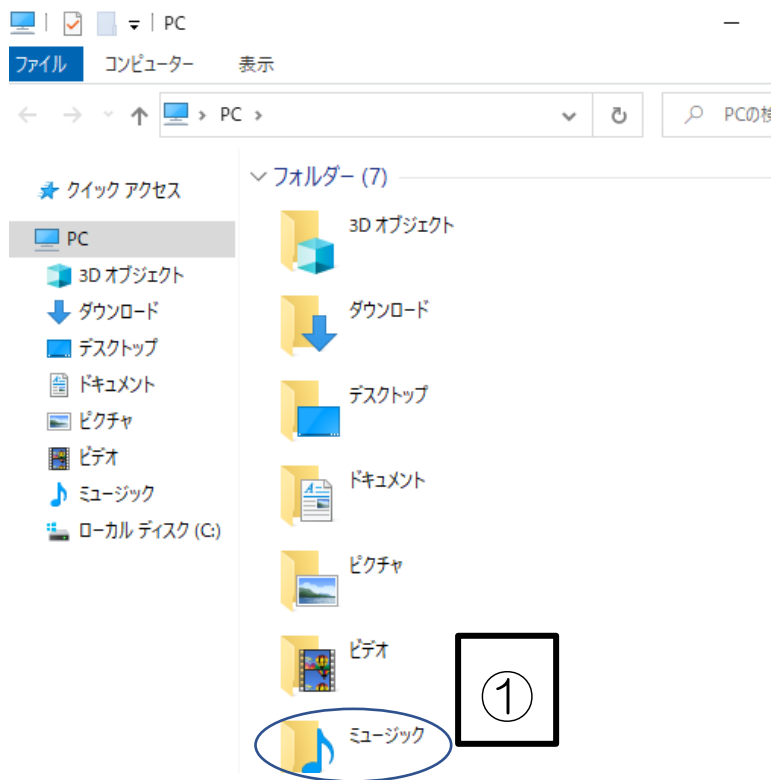 PC
ファイル コンピューター 表示
PC
PCの検
クイック アクセス
PC
3D オブジェクト
ダウンロード
デスクトップ
ドキュメント
ピクチャ
ビデオ
ミュージック
ローカル ディスク (C:)
フォルダー (7)
3D オブジェクト
ダウンロード
デスクトップ
ドキュメント
ピクチャ
ビデオ
ミュージック
①